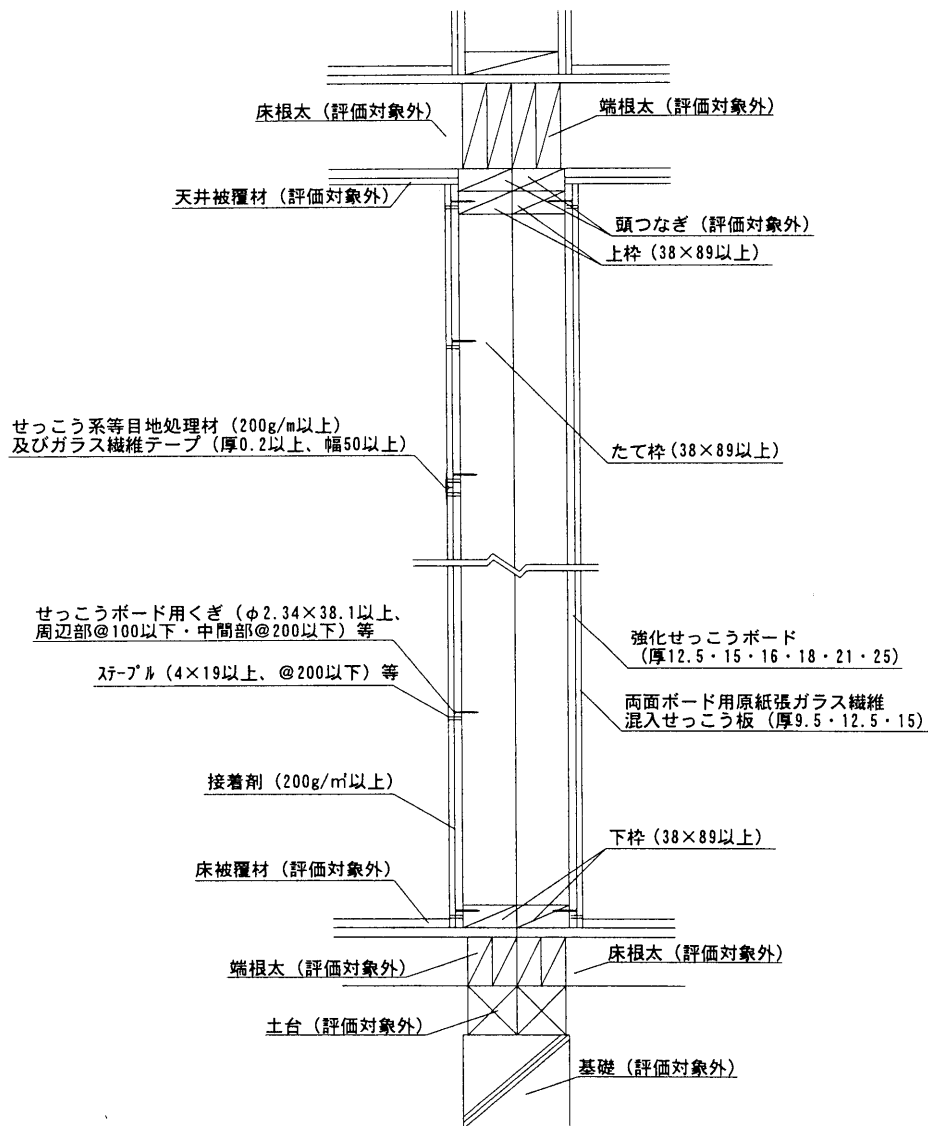 床根太（評価対象外）
端根太（評価対象外）
天井被覆材（評価対象外）
頭つなぎ（評価対象外）
上枠（38×89以上）
せっこう系等目地処理材（200g/m以上）
及びガラス繊維テープ（厚0.2以上、幅50以上）
たて枠（38×89以上）
せっこうボード用くぎ（φ2.34×38.1以上、
周辺部@100以下・中間部@200以下）等
ｽﾃｰﾌﾟﾙ（4×19以上、@200以下）等
強化せっこうボード
（厚12.5・15・16・18・21・25）
両面ボード用原紙張ガラス繊維
混入せっこう板（厚9.5・12.5・15）
接着剤（200g/㎡以上）
下枠（38×89以上）
床被覆材（評価対象外）
端根太（評価対象外）
床根太（評価対象外）
土台（評価対象外）
基礎（評価対象外）